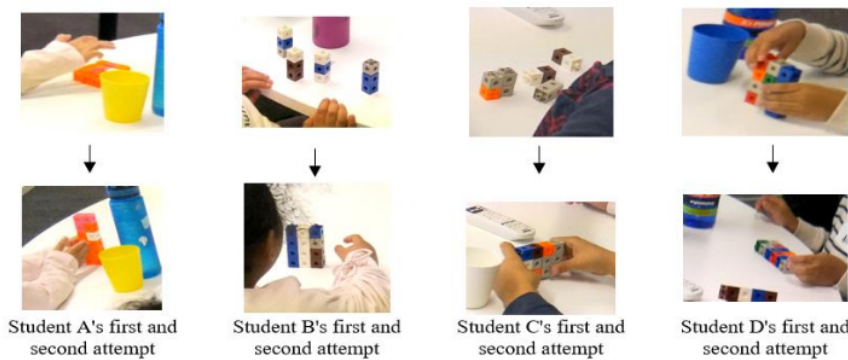 Student A's first and
second attempt
Student B's first and
second attempt
Student C's first and
second attempt
Student D's first and
second attempt